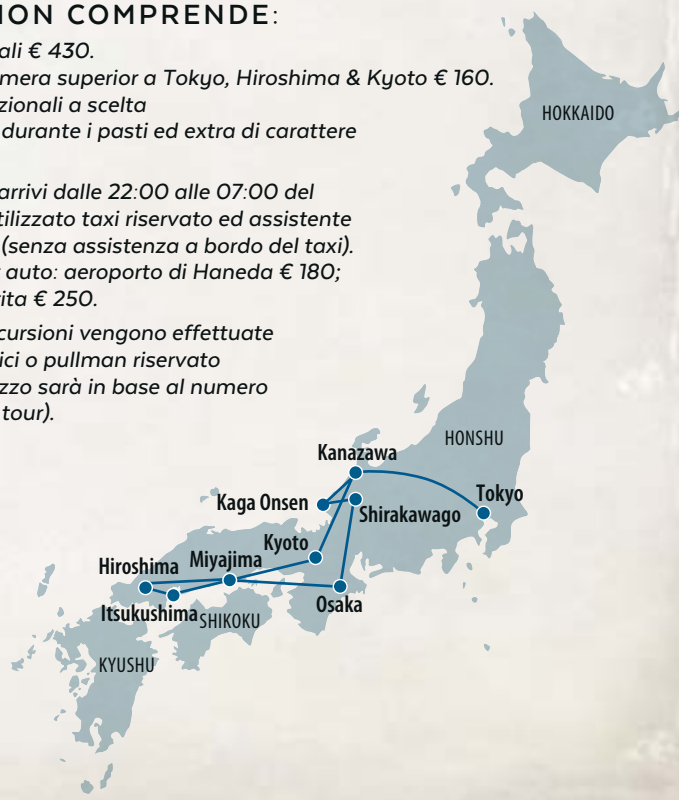 ION COMPRENDE:
ali € 430.
mera superior a Tokyo, Hiroshima & Kyoto € 160.
zionali a scelta
durante i pasti ed extra di carattere
arrivi dalle 22:00 alle 07:00 del
tilizzato taxi riservato ed assistente
(senza assistenza a bordo del taxi).
auto: aeroporto di Haneda € 180;
rita € 250.
cursioni vengono effettuate
ici o pullman riservato
zzo sarà in base al numero
tour).
HOKKAIDO
HONSHU
Kanazawa
Tokyo
Kaga Onsen
Shirakawago
Kyoto
Hiroshima
Miyajima
Itsukushima
Osaka
SHIKOKU
KYUSHU